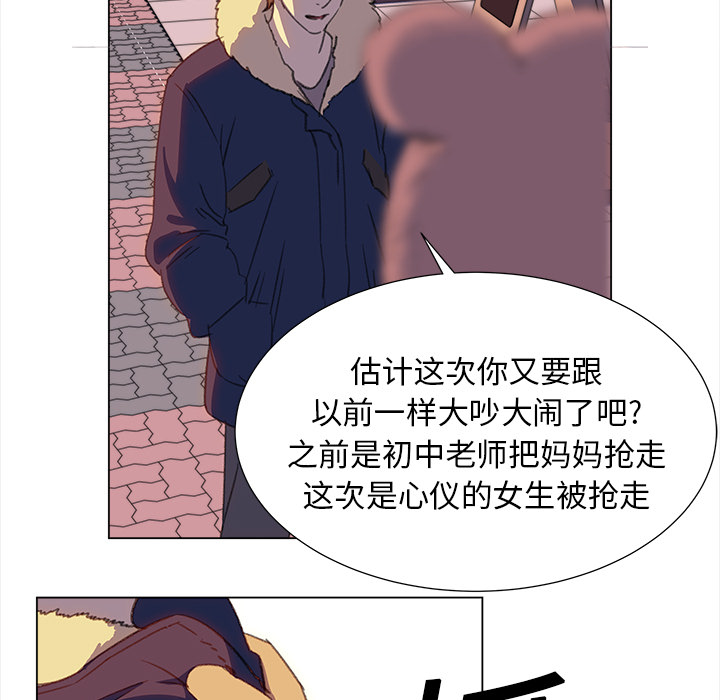 估计这次你又要跟
以前一样大吵大闹了吧?
之前是初中老师把妈妈抢走
这次是心仪的女生被抢走